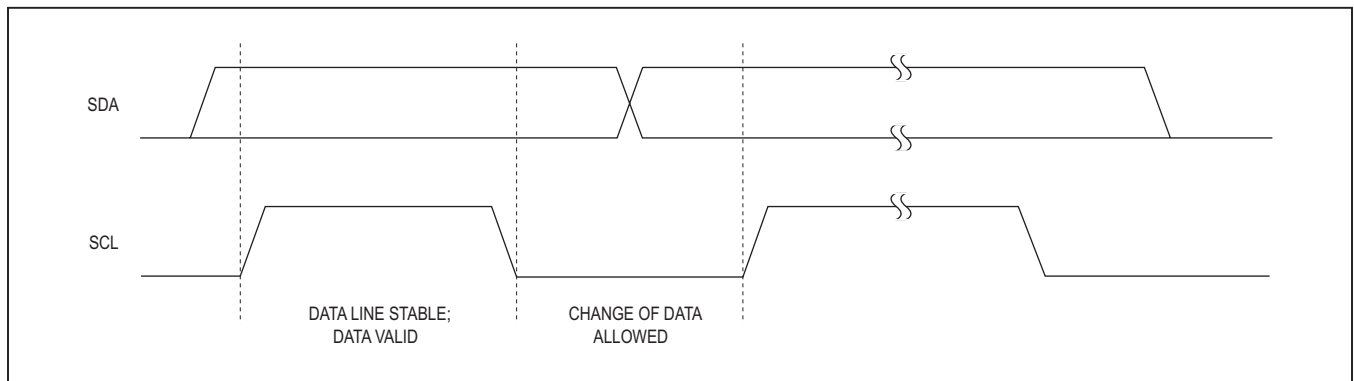 SDA
SCL
DATA LINE STABLE;
DATA VALID
CHANGE OF DATA
ALLOWED